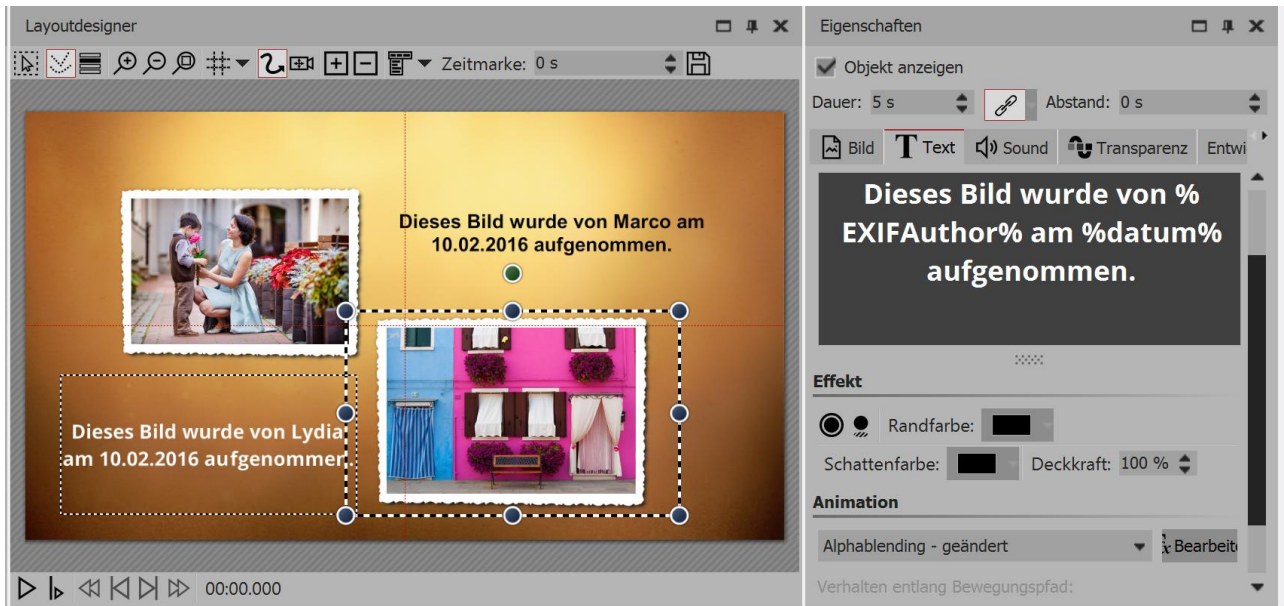 Layoutdesigner
Zeitmarke: 0 s
Dieses Bild wurde von Marco am
10.02.2016 aufgenommen.
Dieses Bild wurde von Lydia
am 10.02.2016 aufgenommen.
00:00.000
Eigenschaften
Objekt anzeigen
Dauer: 5 s
Abstand: 0 s
Bild
Text
Sound
Transparenz
Entwi
Dieses Bild wurde von %
EXIFAuthor% am %datum%
aufgenommen.
Effekt
Randfarbe:
Schattenfarbe:
Deckkraft: 100 %
Animation
Alphablending - geändert
Bearbeite
Verhalten entlang Bewegungspfad: